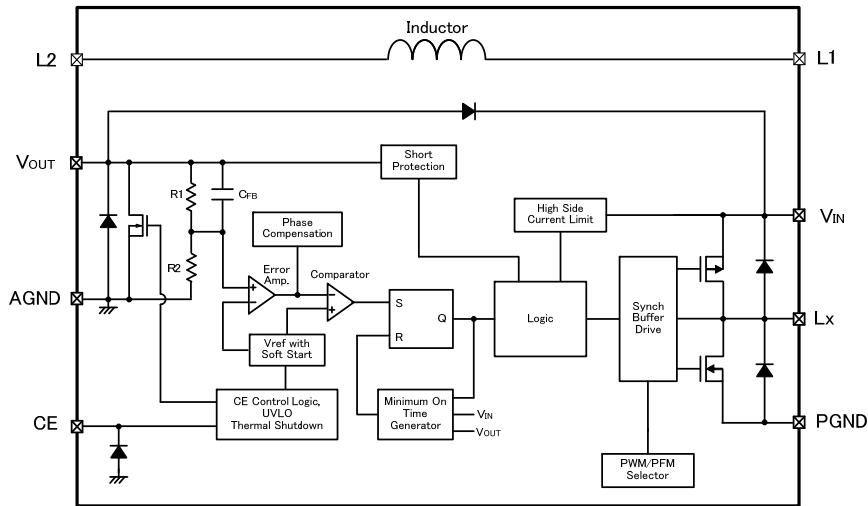 Inductor
L2
L1
VOUT
Short
Protection
R1
CFB
High Side
Current Limit
VIN
Phase
Compensation
R2
Error
Amp.
Comparator
+
−
−
+
AGND
S
Q
R
Logic
Synch
Buffer
Drive
Lx
Vref with
Soft Start
CE Control Logic,
UVLO
Thermal Shutdown
Minimum On
Time
Generator
VIN
VOUT
CE
PGND
PWM/PFM
Selector